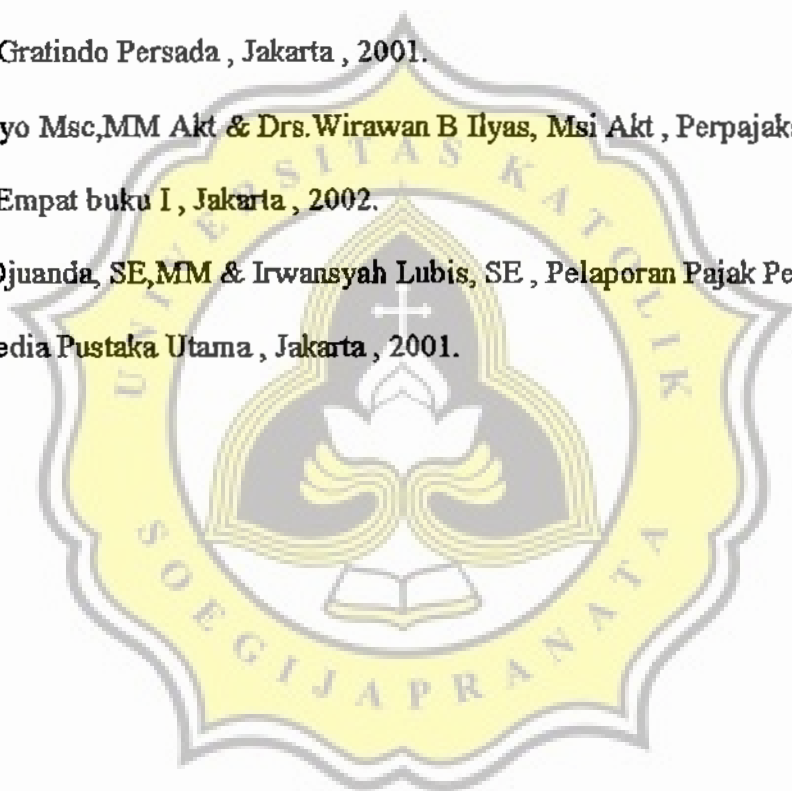 Gratindo Persada , Jakarta , 2001.
yo Msc,MM Akt & Drs.Wirawan B Ilyas, Msi Akt , Perpajak
Empat buku I , Jakarta , 2002.
Djuanda, SE,MM & Irwansyah Lubis, SE , Pelaporan Pajak Pe
edia Pustaka Utama , Jakarta , 2001.
UNIVERSITAS KATOLIK
SOEGIJAPRANATA